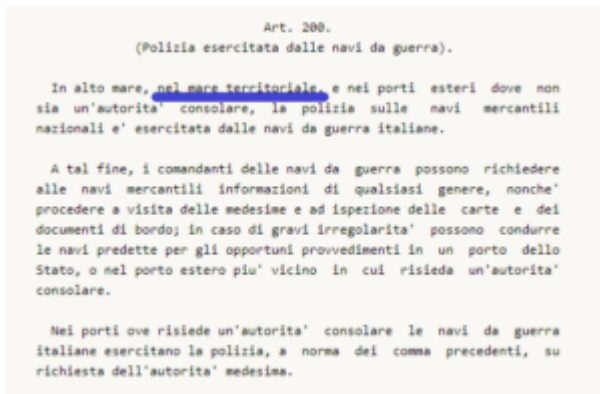 Art. 200.
(Polizia esercitata dalle navi da guerra).
In alto mare, nel mare territoriale, e nei porti esteri dove non
sia un'autorita' consolare, la polizia sulle navi mercantili
nazionali e' esercitata dalle navi da guerra italiane.
A tal fine, i comandanti delle navi da guerra possono richiedere
alle navi mercantili informazioni di qualsiasi genere, nonche'
procedere a visita delle medesime e ad ispezione delle carte e dei
documenti di bordo; in caso di gravi irregolarita' possono condurre
le navi predette per gli opportuni provvedimenti in un porto dello
Stato, o nel porto estero piu' vicino in cui risieda un'autorita'
consolare.
Nei porti ove risiede un'autorita' consolare le navi da guerra
italiane esercitano la polizia, a norma dei comma precedenti, su
richiesta dell'autorita' medesima.